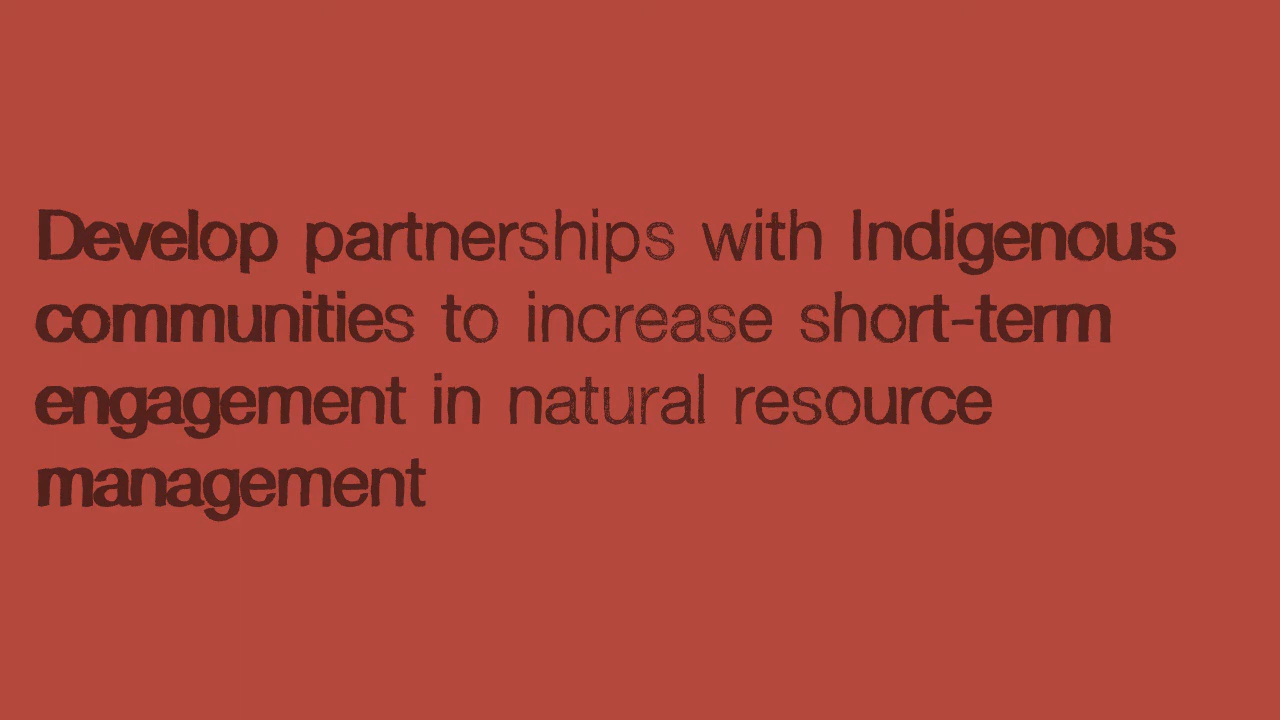 Develop partnerships with Indigenous
communities to increase short-term
engagement in natural resource
management